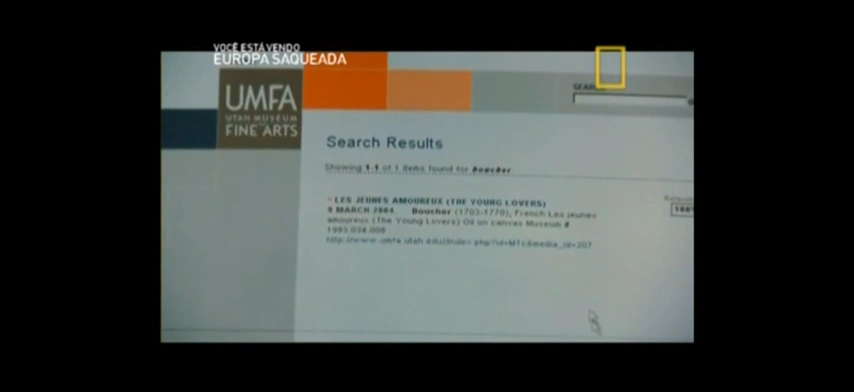 VOCÊ ESTÁ VENDO
EUROPA SAQUEADA
SEARCH
UMFA
UTAH MUSEUM
OF
FINE ARTS
Search Results
Showing 1-1 of 1 items found for boucher
LES JEUNES AMOUREUX (THE YOUNG LOVERS)
9 MARCH 2004 Boucher (1703-1770), French Les jeunes
amoureux (The Young Lovers) Oil on canvas Museum #
1993.034.008
http://www.umfa.utah.edu/index.php?id=MTc&media_id=207